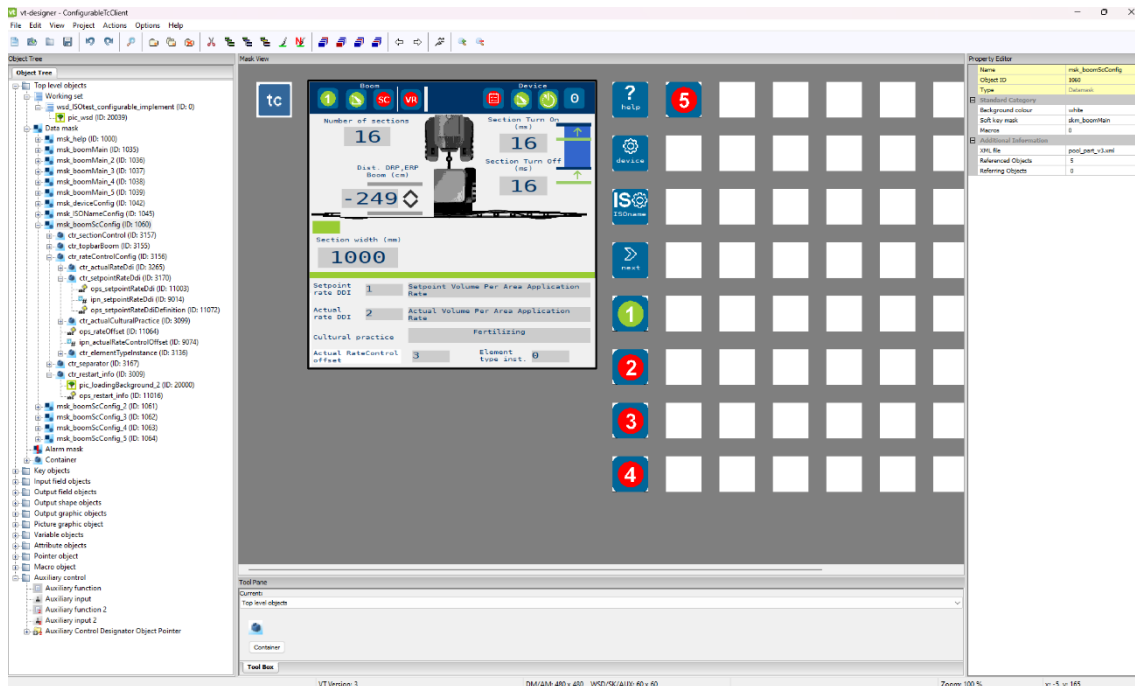 vt-designer - ConfigurableTcClient
File Edit View Project Actions Options Help
Object Tree
Object Tree
Top level objects
Working set
wsd_ISOtest_configurable_implement (ID: 0)
pic_wsd (ID: 20039)
Data mask
msk_help (ID: 1000)
msk_boomMain (ID: 1035)
msk_boomMain_2 (ID: 1036)
msk_boomMain_3 (ID: 1037)
msk_boomMain_4 (ID: 1038)
msk_boomMain_5 (ID: 1039)
msk_deviceConfig (ID: 1042)
msk_ISONameConfig (ID: 1045)
msk_boomScConfig (ID: 1060)
ctr_sectionControl (ID: 3157)
ctr_topbarBoom (ID: 3155)
ctr_rateControlConfig (ID: 3156)
ctr_actualRateDdi (ID: 3265)
ctr_setpointRateDdi (ID: 3170)
ops_setpointRateDdi (ID: 11003)
ipn_setpointRateDdi (ID: 9014)
ops_setpointRateDdiDefinition (ID: 11072)
ctr_actualCulturalPractice (ID: 3099)
ops_rateOffset (ID: 11064)
ipn_actualRateControlOffset (ID: 9074)
ctr_elementTypeInstance (ID: 3136)
ctr_separator (ID: 3167)
ctr_restart_info (ID: 3009)
pic_loadingBackground_2 (ID: 20000)
ops_restart_info (ID: 11016)
msk_boomScConfig_2 (ID: 1061)
msk_boomScConfig_3 (ID: 1062)
msk_boomScConfig_4 (ID: 1063)
msk_boomScConfig_5 (ID: 1064)
Alarm mask
Container
Key objects
Input field objects
Output field objects
Output shape objects
Output graphic objects
Picture graphic object
Variable objects
Attribute objects
Pointer object
Macro object
Auxiliary control
Auxiliary function
Auxiliary input
Auxiliary function 2
Auxiliary input 2
Auxiliary Control Designator Object Pointer
Mask View
tc
Boom
Device
1 SC VR 0
Number of sections
16
Section Turn On
(ms)
16
Section Turn Off
(ms)
16
Dist. DRP,ERP
Boom (cm)
-249
Section width (mm)
1000
Setpoint
rate DDI
1
Setpoint Volume Per Area Application
Rate
Actual
rate DDI
2
Actual Volume Per Area Application
Rate
Cultural practice
Fertilizing
Actual RateControl
offset
3
Element
type inst.
0
?
help
5
device
IS
ISOname
next
1
2
3
4
Tool Pane
Current:
Top level objects
Container
Tool Box
Property Editor
Name msk_boomScConfig
Object ID 1060
Type Datamask
Standard Category
Background colour white
Soft key mask skm_boomMain
Macros 0
Additional Information
XML file pool_part_v3.xml
Referenced Objects 5
Referring Objects 0
VT Version: 3 DM/AM: 480 x 480 WSD/SK/AUX: 60 x 60 Zoom: 100 % x: -5, y: 165